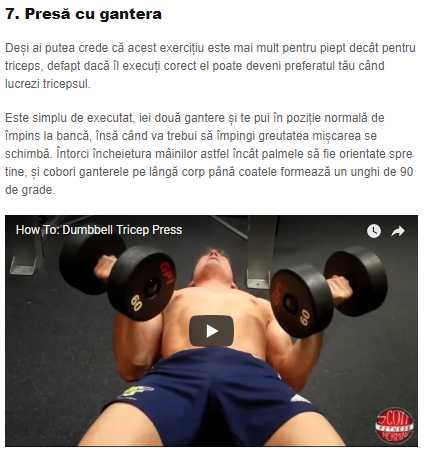 7. Presă cu gantera
Deși ai putea crede că acest exercițiu este mai mult pentru piept decât pentru
triceps, defapt dacă îl execuți corect el poate deveni preferatul tău când
lucrezi tricepsul.
Este simplu de executat, iei două gantere și te pui în poziție normală de
împins la bancă, însă când va trebui să împingi greutatea mișcarea se
schimbă. Întorci încheietura mâinilor astfel încât palmele să fie orientate spre
tine, și cobori ganterele pe lângă corp până coatele formează un unghi de 90
de grade.
How To: Dumbbell Tricep Press
60
60
SCOTT
FITNESS
HERMAN